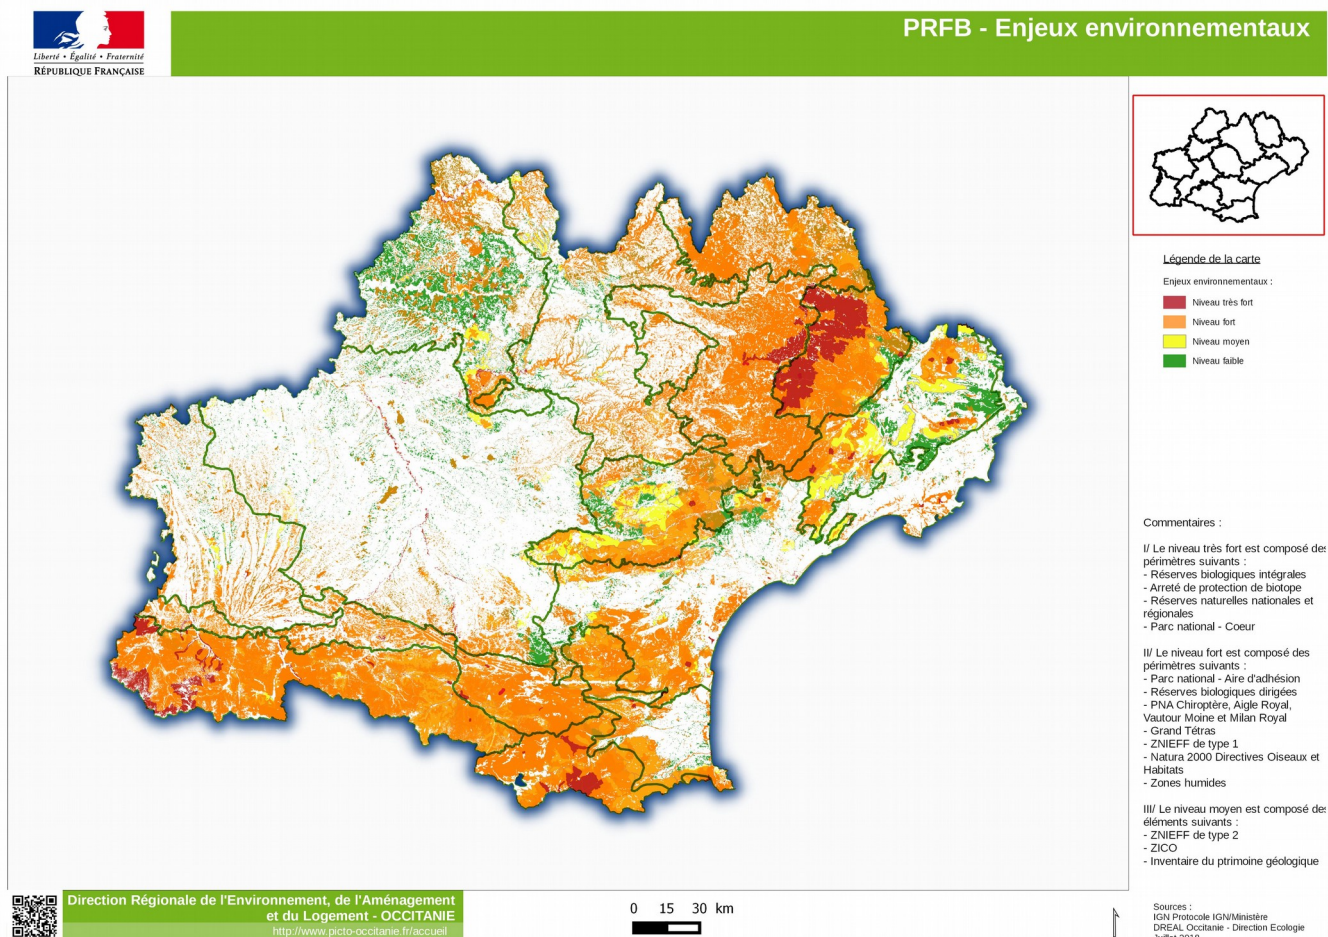 PRFB - Enjeux environnementaux
Liberté • Égalité • Fraternité
RÉPUBLIQUE FRANÇAISE
Légende de la carte
Enjeux environnementaux :
Niveau très fort
Niveau fort
Niveau moyen
Niveau faible
Commentaires :
I/ Le niveau très fort est composé des
périmètres suivants :
- Réserves biologiques intégrales
- Arreté de protection de biotope
- Réserves naturelles nationales et
régionales
- Parc national - Coeur
II/ Le niveau fort est composé des
périmètres suivants :
- Parc national - Aire d'adhésion
- Réserves biologiques dirigées
- PNA Chiroptère, Aigle Royal,
Vautour Moine et Milan Royal
- Grand Tétras
- ZNIEFF de type 1
- Natura 2000 Directives Oiseaux et
Habitats
- Zones humides
III/ Le niveau moyen est composé des
éléments suivants :
- ZNIEFF de type 2
- ZICO
- Inventaire du ptrimoine géologique
Direction Régionale de l'Environnement, de l'Aménagement
et du Logement - OCCITANIE
http://www.picto-occitanie.fr/accueil
0 15 30 km
Sources :
IGN Protocole IGN/Ministère
DREAL Occitanie - Direction Ecologie
Juillet 2018